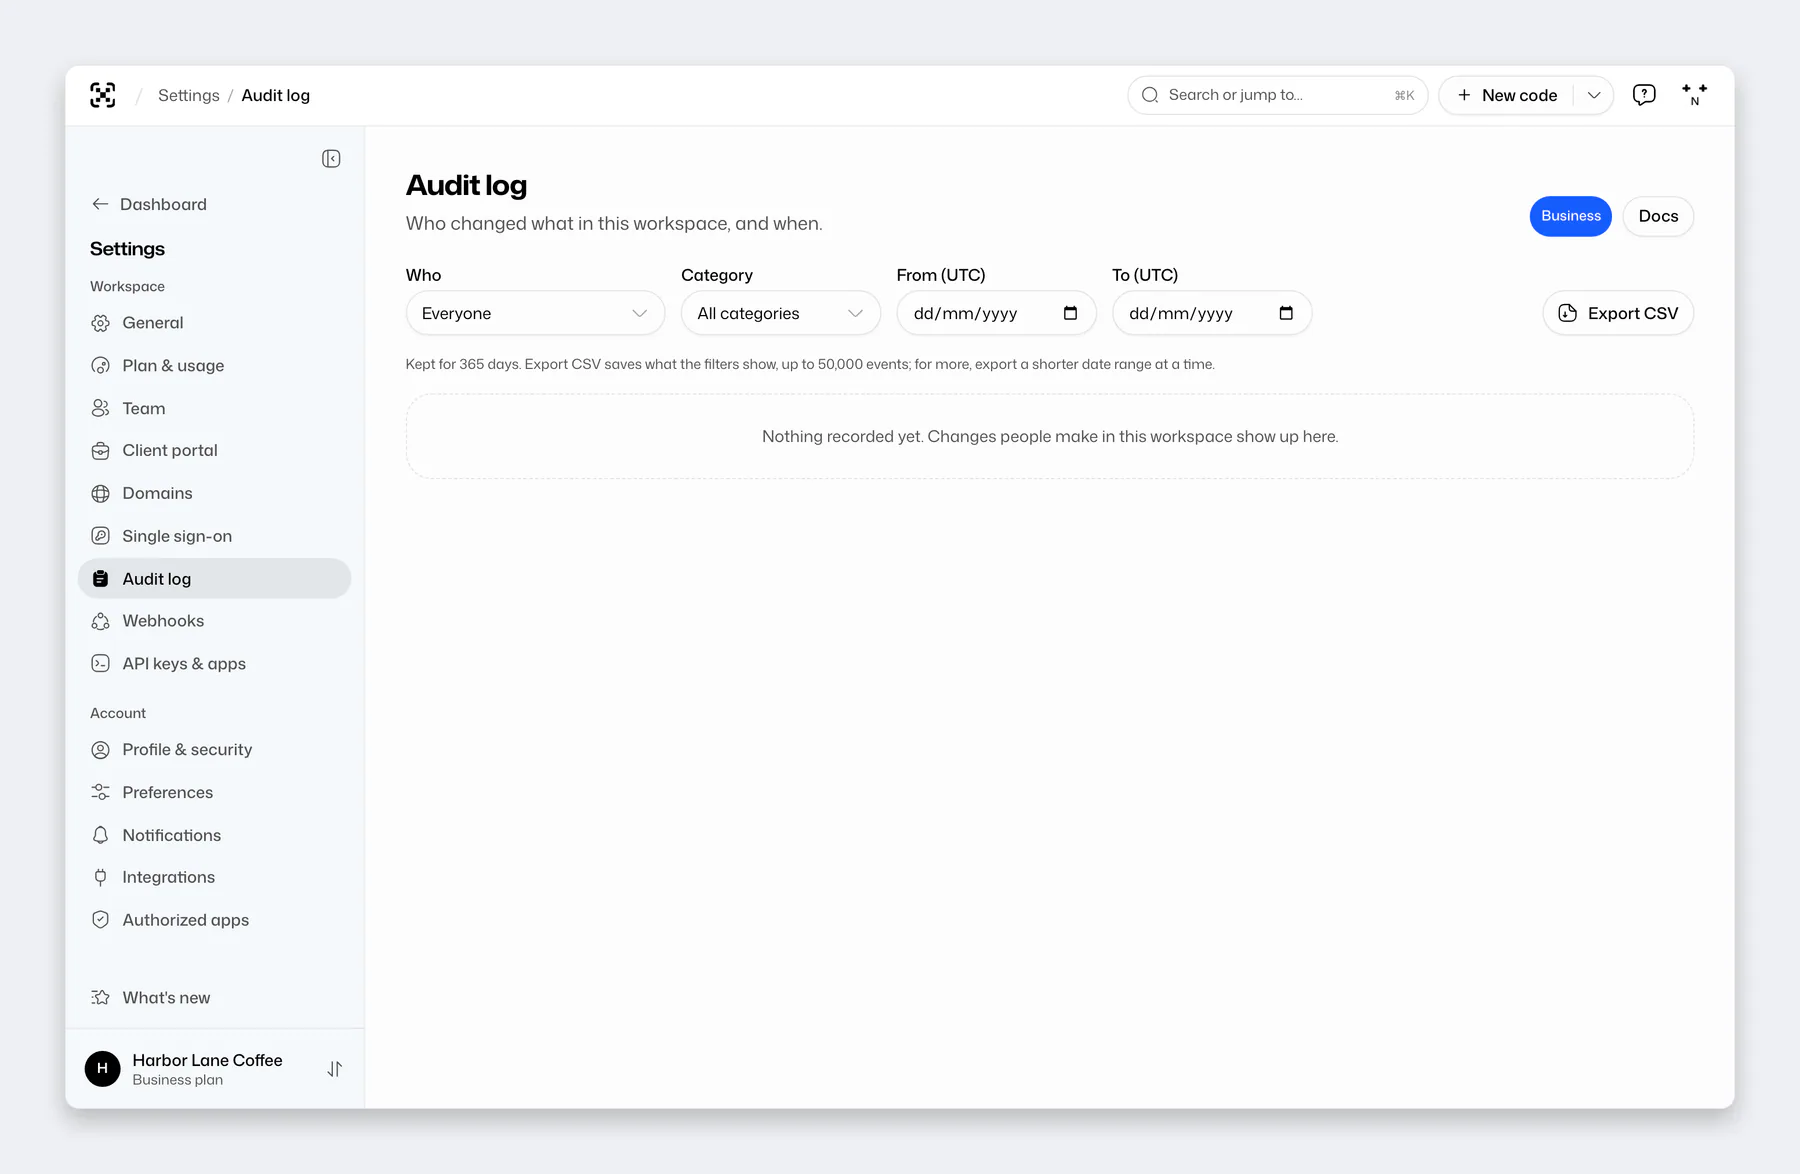 Settings / Audit log
Search or jump to... ⌘K
+ New code
N
Dashboard
Settings
Workspace
General
Plan & usage
Team
Client portal
Domains
Single sign-on
Audit log
Webhooks
API keys & apps
Account
Profile & security
Preferences
Notifications
Integrations
Authorized apps
What's new
H
Harbor Lane Coffee
Business plan
Audit log
Who changed what in this workspace, and when.
Business
Docs
Who
Category
From (UTC)
To (UTC)
Everyone
All categories
dd/mm/yyyy
dd/mm/yyyy
Export CSV
Kept for 365 days. Export CSV saves what the filters show, up to 50,000 events; for more, export a shorter date range at a time.
Nothing recorded yet. Changes people make in this workspace show up here.